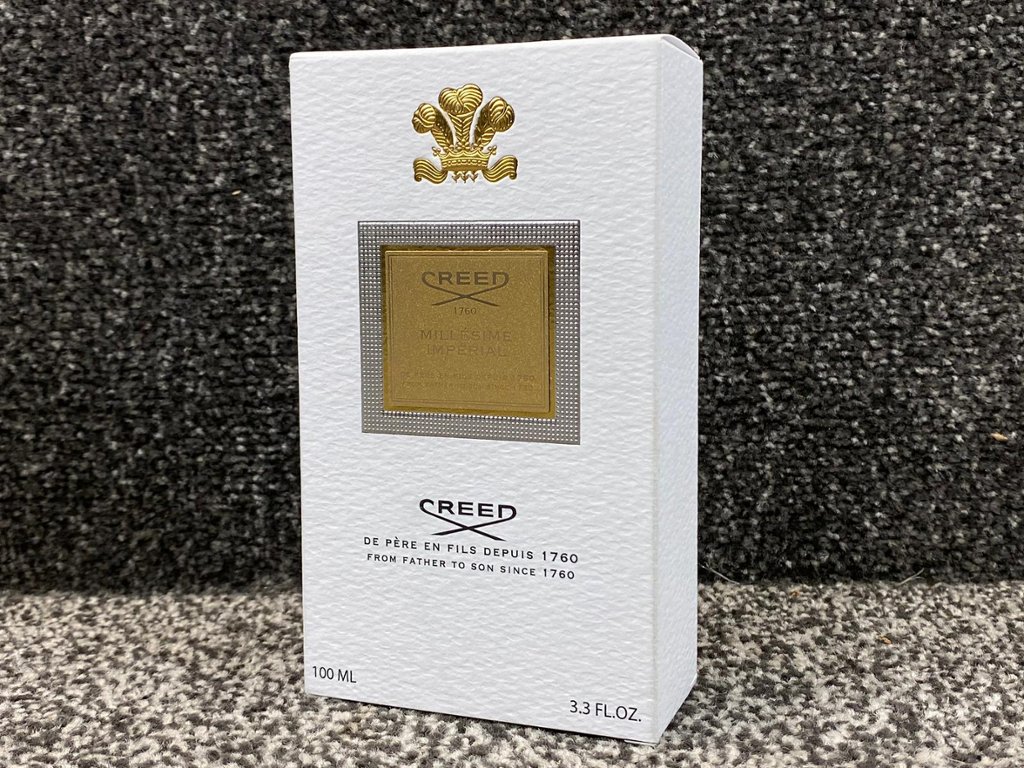 CREED
1760
MILLÉSIME
IMPERIAL
CREED
DE PÈRE EN FILS DEPUIS 1760
FROM FATHER TO SON SINCE 1760
100 ML
3.3 FL.OZ.